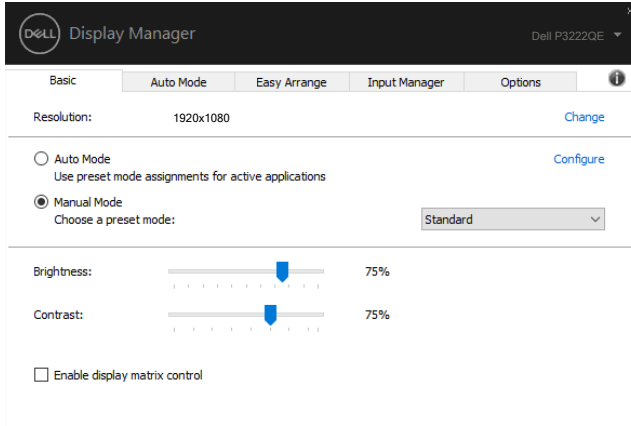 DELL Display Manager
Dell P3222QE
Basic Auto Mode Easy Arrange Input Manager Options
Resolution: 1920x1080 Change
Auto Mode Configure
Use preset mode assignments for active applications
Manual Mode
Choose a preset mode: Standard
Brightness: 75%
Contrast: 75%
Enable display matrix control